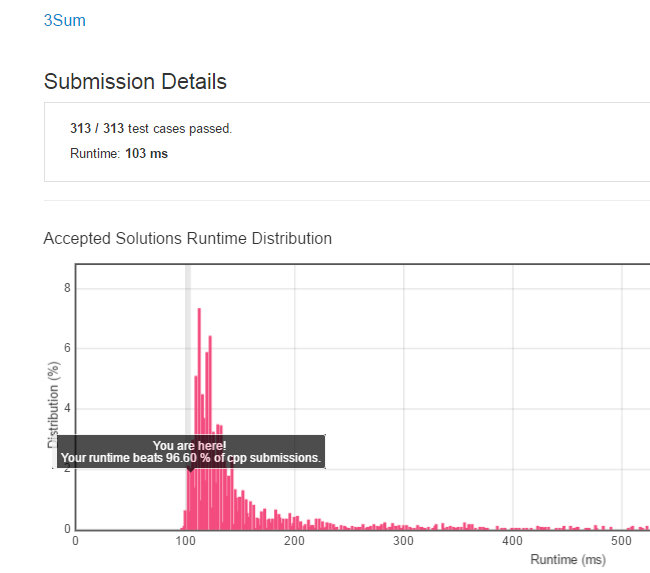 3Sum
Submission Details
313 / 313 test cases passed.
Runtime: 103 ms
Accepted Solutions Runtime Distribution
8
6
4
2
0
Distribution (%)
You are here!
Your runtime beats 96.60 % of cpp submissions.
0 100 200 300 400 500
Runtime (ms)